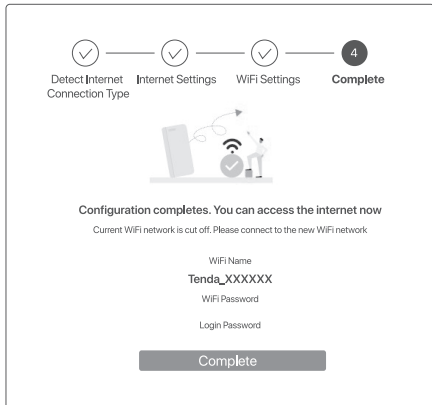 4
Detect Internet Connection Type
Internet Settings
WiFi Settings
Complete
Configuration completes. You can access the internet now
Current WiFi network is cut off. Please connect to the new WiFi network
WiFi Name
Tenda_XXXXXX
WiFi Password
Login Password
Complete